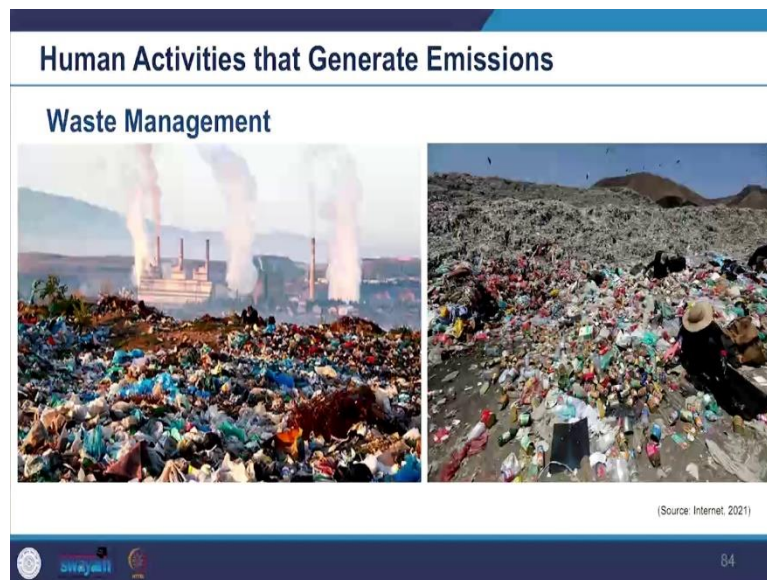 Human Activities that Generate Emissions
Waste Management
(Source: Internet, 2021)
swayam
84